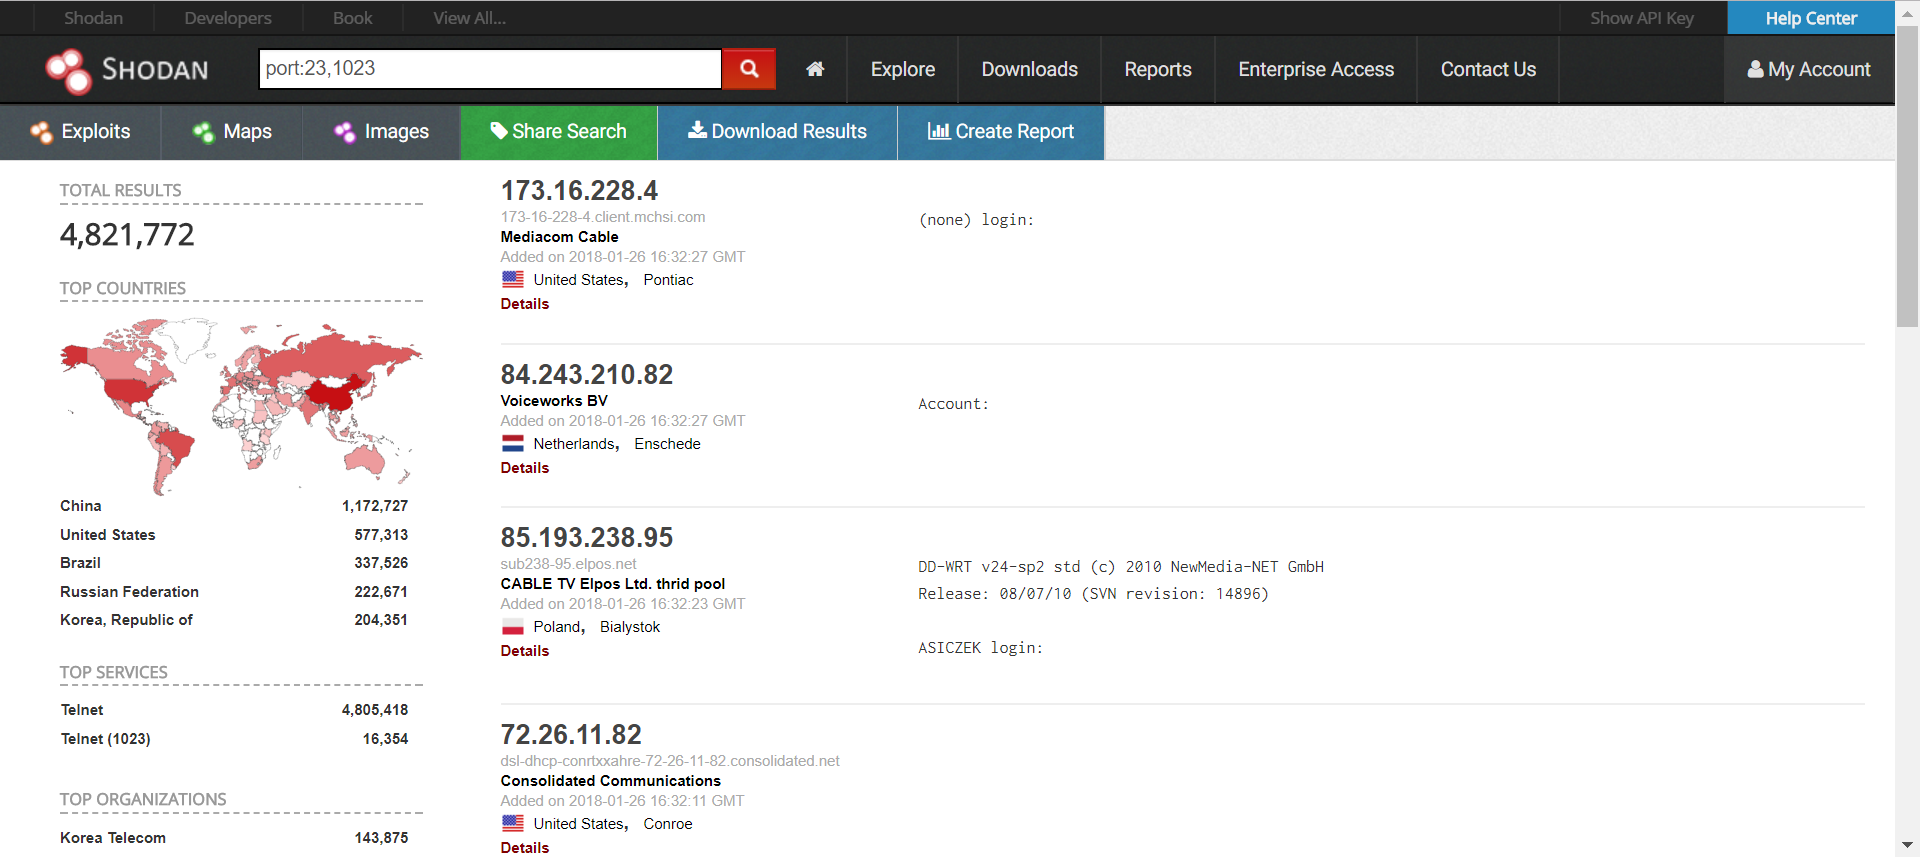 Shodan Developers Book View All... Show API Key Help Center
SHODAN port:23,1023 Explore Downloads Reports Enterprise Access Contact Us My Account
Exploits Maps Images Share Search Download Results Create Report
TOTAL RESULTS
4,821,772
TOP COUNTRIES
China 1,172,727
United States 577,313
Brazil 337,526
Russian Federation 222,671
Korea, Republic of 204,351
TOP SERVICES
Telnet 4,805,418
Telnet (1023) 16,354
TOP ORGANIZATIONS
Korea Telecom 143,875
173.16.228.4
173-16-228-4.client.mchsi.com
Mediacom Cable
Added on 2018-01-26 16:32:27 GMT
United States, Pontiac
Details
(none) login:
84.243.210.82
Voiceworks BV
Added on 2018-01-26 16:32:27 GMT
Netherlands, Enschede
Details
Account:
85.193.238.95
sub238-95.elpos.net
CABLE TV Elpos Ltd. thrid pool
Added on 2018-01-26 16:32:23 GMT
Poland, Bialystok
Details
DD-WRT v24-sp2 std (c) 2010 NewMedia-NET GmbH
Release: 08/07/10 (SVN revision: 14896)
ASICZEK login:
72.26.11.82
dsl-dhcp-conrtxxahre-72-26-11-82.consolidated.net
Consolidated Communications
Added on 2018-01-26 16:32:11 GMT
United States, Conroe
Details